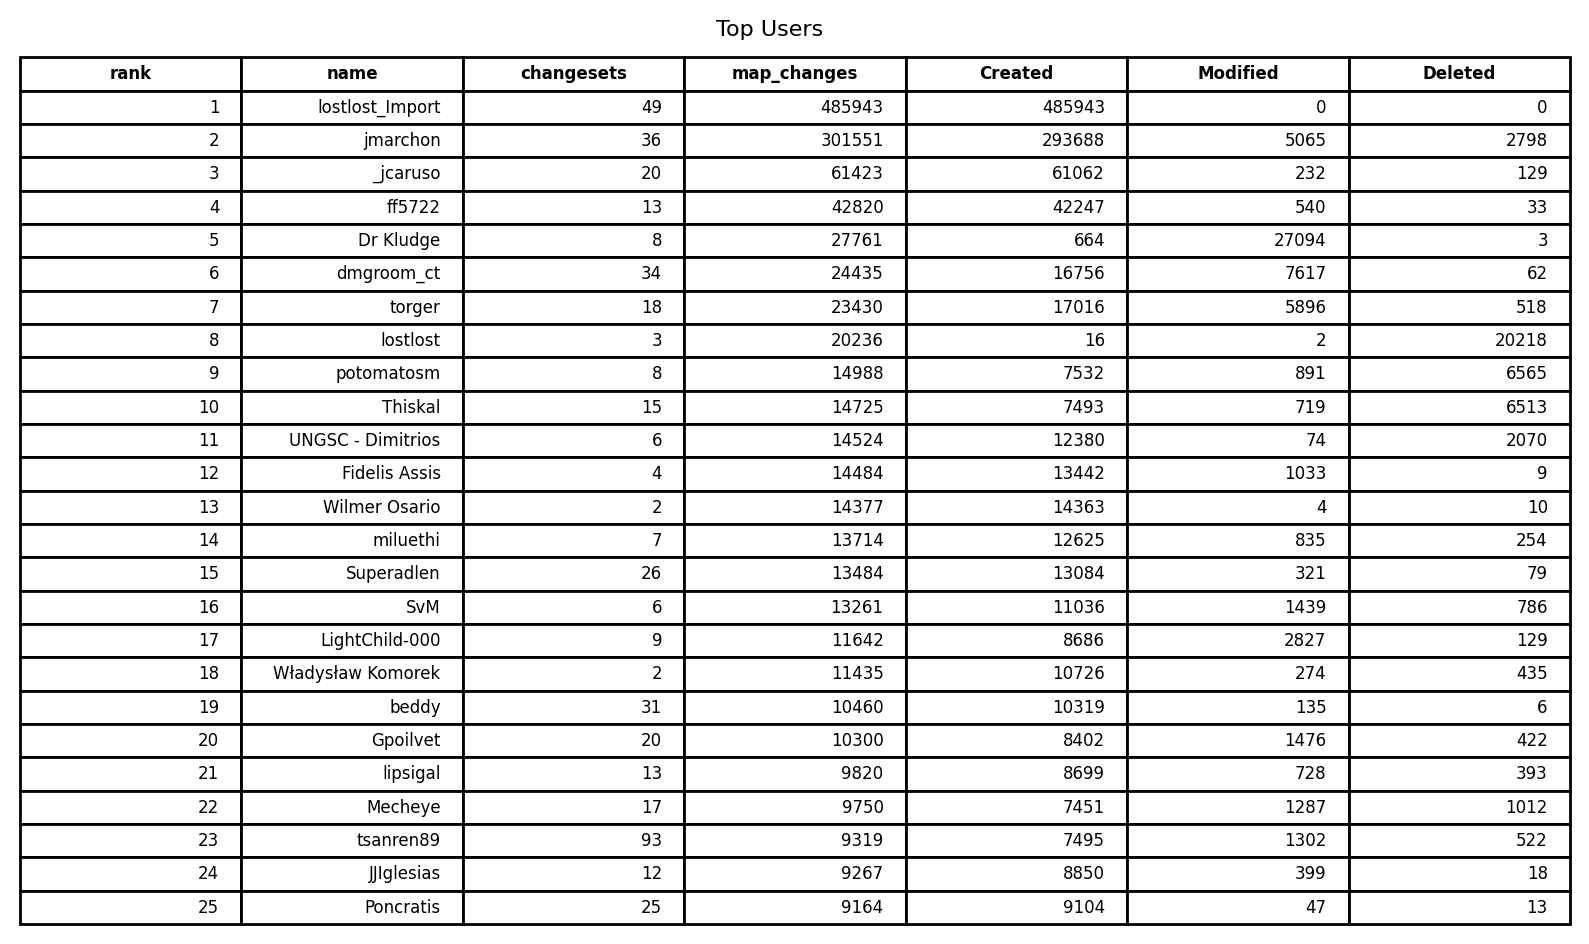 Top Users
rank name changesets map_changes Created Modified Deleted
1 lostlost_Import 49 485943 485943 0 0
2 jmarchon 36 301551 293688 5065 2798
3 _jcaruso 20 61423 61062 232 129
4 ff5722 13 42820 42247 540 33
5 Dr Kludge 8 27761 664 27094 3
6 dmgroom_ct 34 24435 16756 7617 62
7 torger 18 23430 17016 5896 518
8 lostlost 3 20236 16 2 20218
9 potomatosm 8 14988 7532 891 6565
10 Thiskal 15 14725 7493 719 6513
11 UNGSC - Dimitrios 6 14524 12380 74 2070
12 Fidelis Assis 4 14484 13442 1033 9
13 Wilmer Osario 2 14377 14363 4 10
14 miluethi 7 13714 12625 835 254
15 Superadlen 26 13484 13084 321 79
16 SvM 6 13261 11036 1439 786
17 LightChild-000 9 11642 8686 2827 129
18 Władysław Komorek 2 11435 10726 274 435
19 beddy 31 10460 10319 135 6
20 Gpoilvet 20 10300 8402 1476 422
21 lipsigal 13 9820 8699 728 393
22 Mecheye 17 9750 7451 1287 1012
23 tsanren89 93 9319 7495 1302 522
24 JJIglesias 12 9267 8850 399 18
25 Poncratis 25 9164 9104 47 13